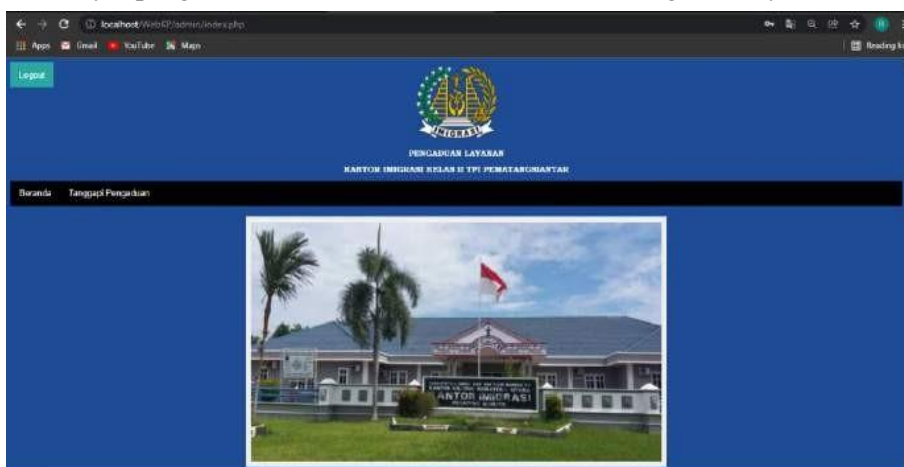 localhost/WebKP/admin/index.php
Apps Gmail YouTube Maps Reading
Logout
IMIGRASI
PENGADUAN LAYANAN
KANTOR IMIGRASI KELAS II TPI PEMATANGSIANTAR
Beranda Tanggapi Pengaduan
KANTOR IMIGRASI